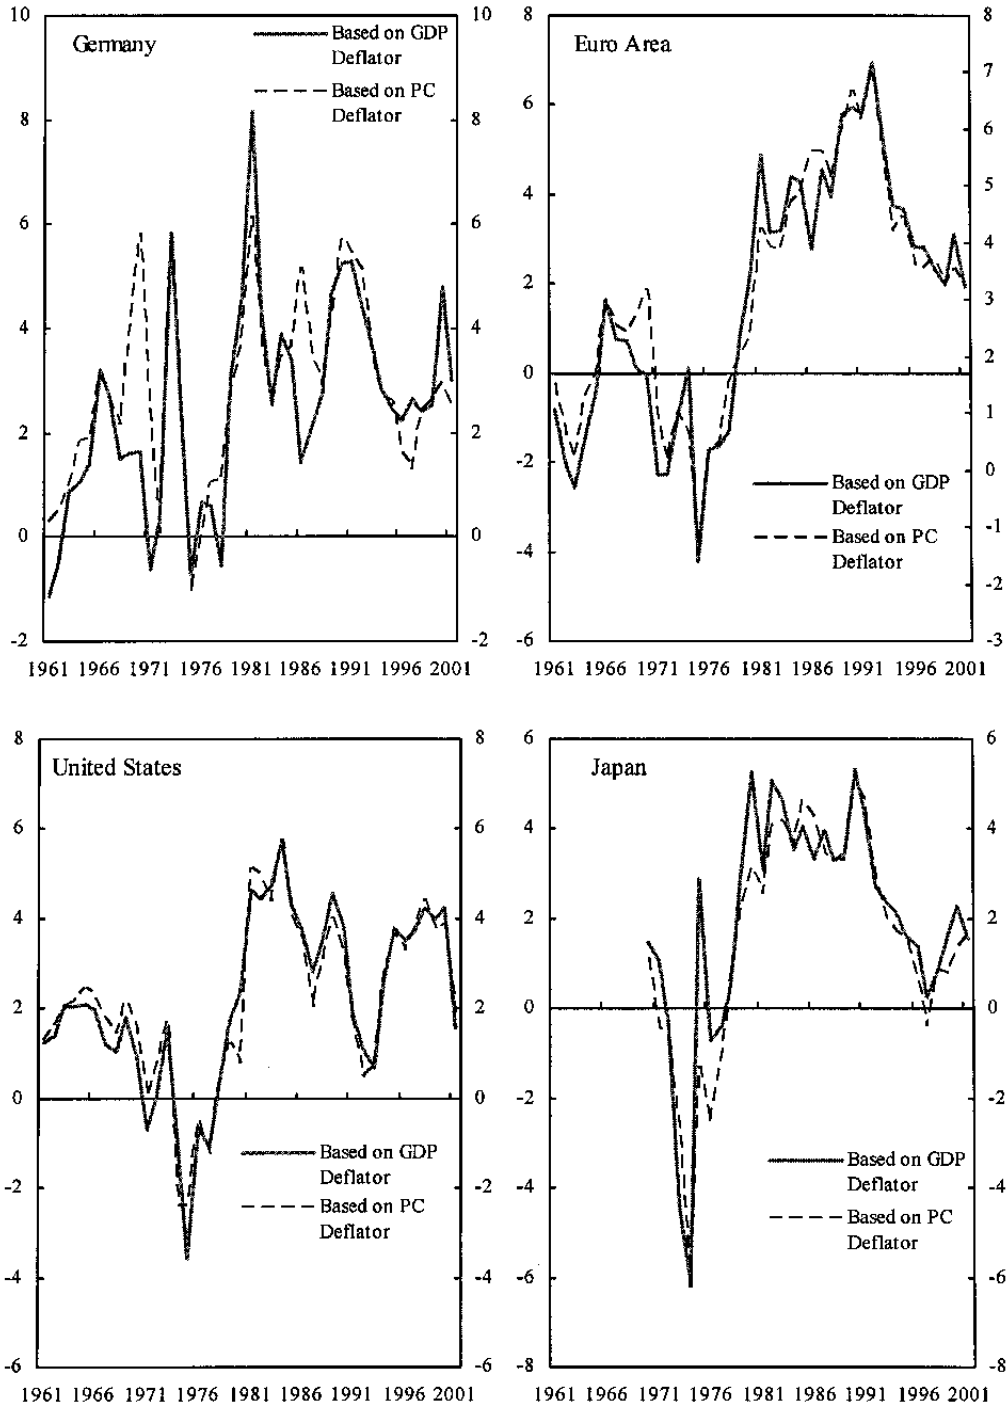 Germany
Based on GDP
Deflator
Based on PC
Deflator
10 10
8 8
6 6
4 4
2 2
0 0
-2 -2
1961 1966 1971 1976 1981 1986 1991 1996 2001
Euro Area
8 8
7
6 6
5
4 4
3
2 2
1
0 0
-1
-2 -2
-4
-6 -3
Based on GDP
Deflator
Based on PC
Deflator
1961 1966 1971 1976 1981 1986 1991 1996 2001
United States
8 8
6 6
4 4
2 2
0 0
-2 -2
-4 -4
-6 -6
Based on GDP
Deflator
Based on PC
Deflator
1961 1966 1971 1976 1981 1986 1991 1996 2001
Japan
6 6
4 4
2 2
0 0
-2 -2
-4 -4
-6 -6
-8 -8
Based on GDP
Deflator
Based on PC
Deflator
1961 1966 1971 1976 1981 1986 1991 1996 2001